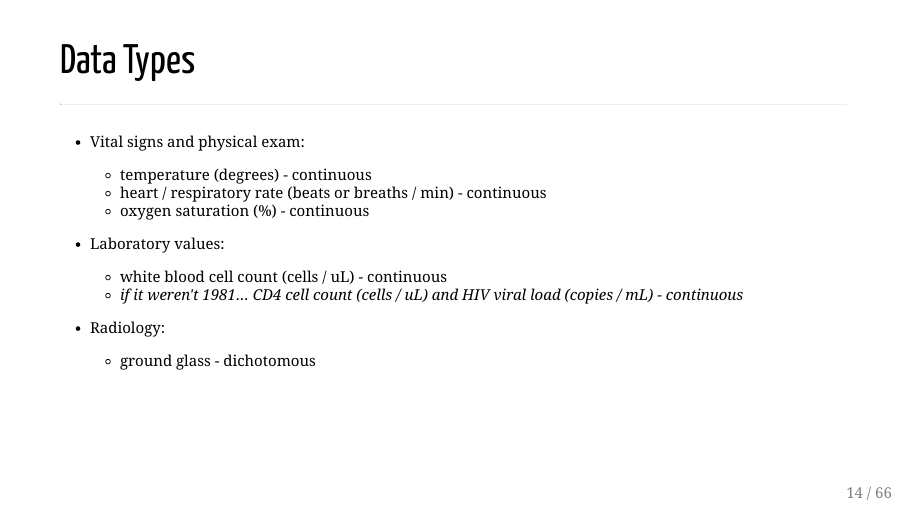 Data Types
• Vital signs and physical exam:
◦ temperature (degrees) - continuous
◦ heart / respiratory rate (beats or breaths / min) - continuous
◦ oxygen saturation (%) - continuous
• Laboratory values:
◦ white blood cell count (cells / uL) - continuous
◦ if it weren't 1981... CD4 cell count (cells / uL) and HIV viral load (copies / mL) - continuous
• Radiology:
◦ ground glass - dichotomous
14 / 66